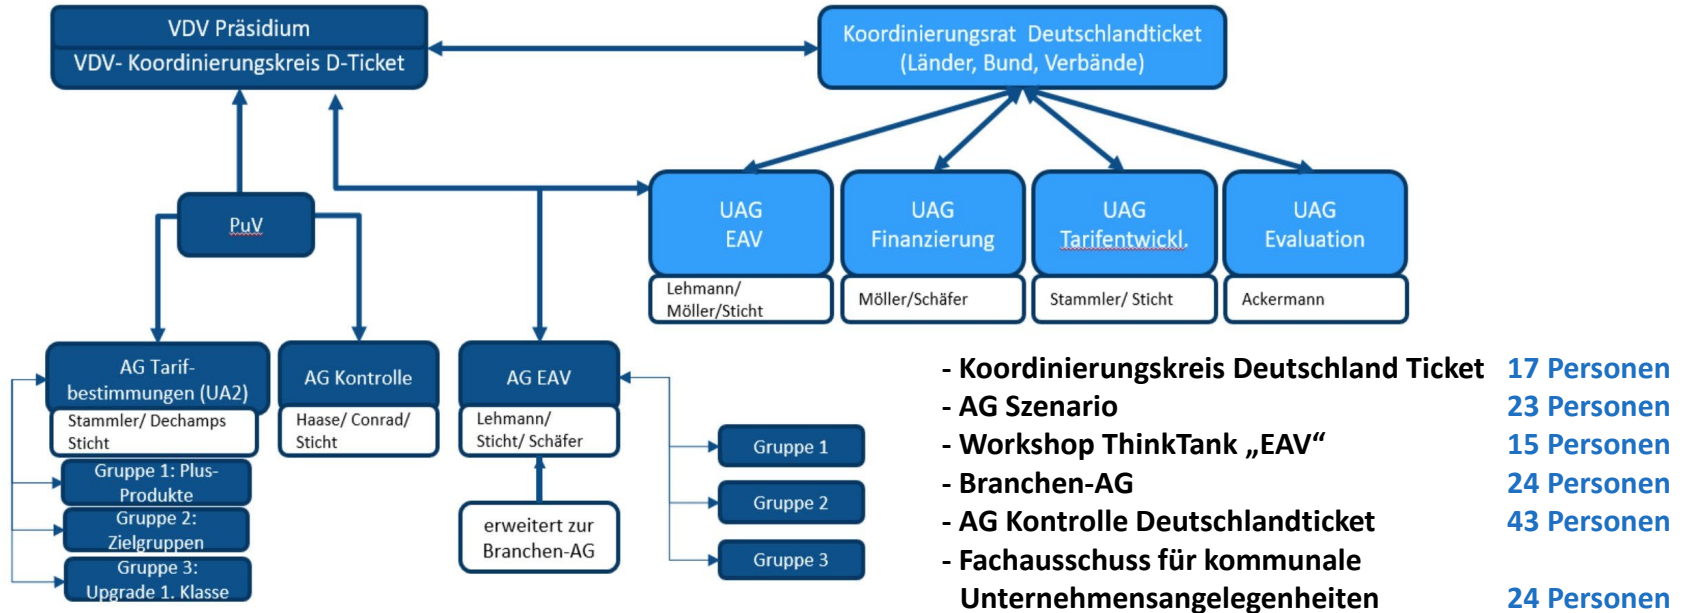 VDV Präsidium
VDV- Koordinierungskreis D-Ticket
Koordinierungsrat Deutschlandticket
(Länder, Bund, Verbände)
PuV
UAG
EAV
Lehmann/
Möller/Sticht
UAG
Finanzierung
Möller/Schäfer
UAG
Tarifentwickl.
Stammler/ Sticht
UAG
Evaluation
Ackermann
AG Tarif-
bestimmungen (UA2)
Stammler/ Dechamps
Sticht
Gruppe 1: Plus-
Produkte
Gruppe 2:
Zielgruppen
Gruppe 3:
Upgrade 1. Klasse
AG Kontrolle
Haase/ Conrad/
Sticht
AG EAV
Lehmann/
Sticht/ Schäfer
erweitert zur
Branchen-AG
Gruppe 1
Gruppe 2
Gruppe 3
- Koordinierungskreis Deutschland Ticket 17 Personen
- AG Szenario 23 Personen
- Workshop ThinkTank „EAV“ 15 Personen
- Branchen-AG 24 Personen
- AG Kontrolle Deutschlandticket 43 Personen
- Fachausschuss für kommunale
Unternehmensangelegenheiten 24 Personen